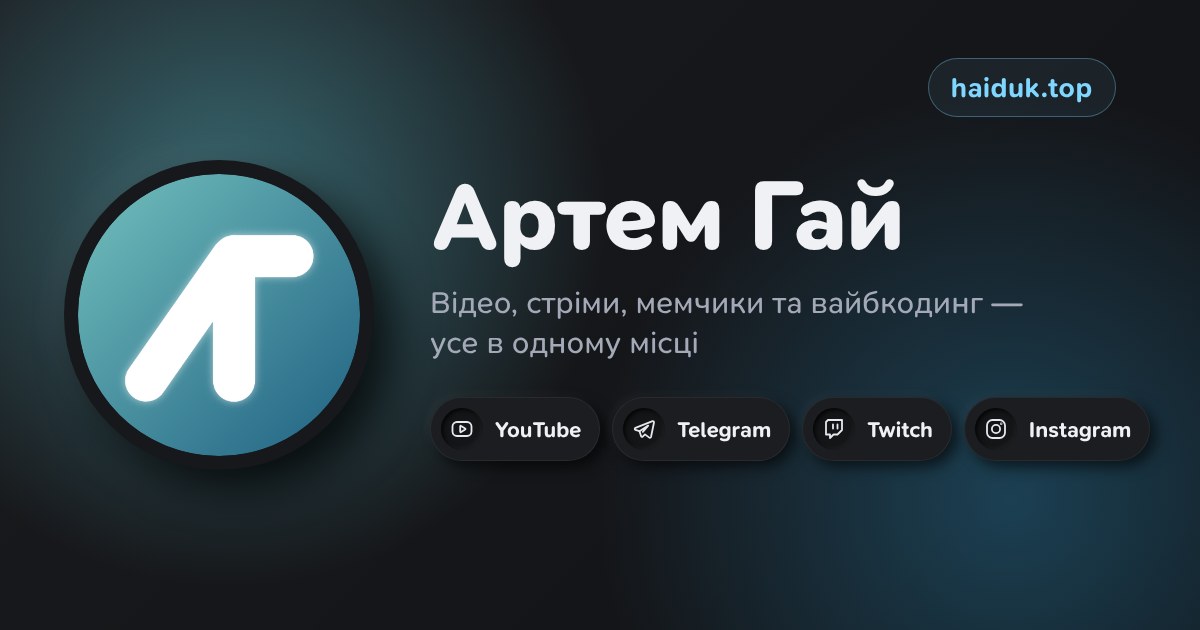 haiduk.top
Артем Гай
Відео, стріми, мемчики та вайбкодинг —
усе в одному місці
YouTube
Telegram
Twitch
Instagram